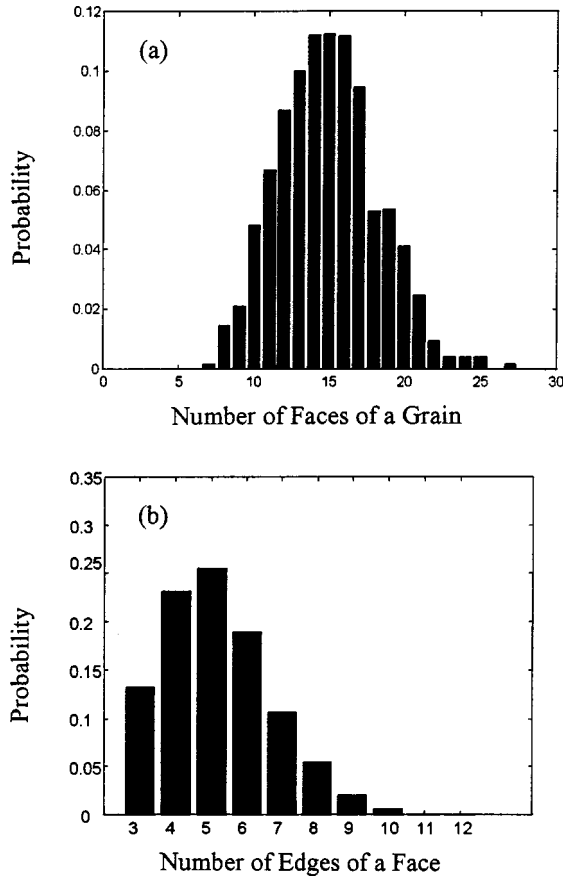 0.12
(a)
0.1
0.08
Probability
0.06
0.04
0.02
0
0 5 10 15 20 25 30
Number of Faces of a Grain
0.35
(b)
0.3
0.25
0.2
Probability
0.15
0.1
0.05
0
3 4 5 6 7 8 9 10 11 12
Number of Edges of a Face